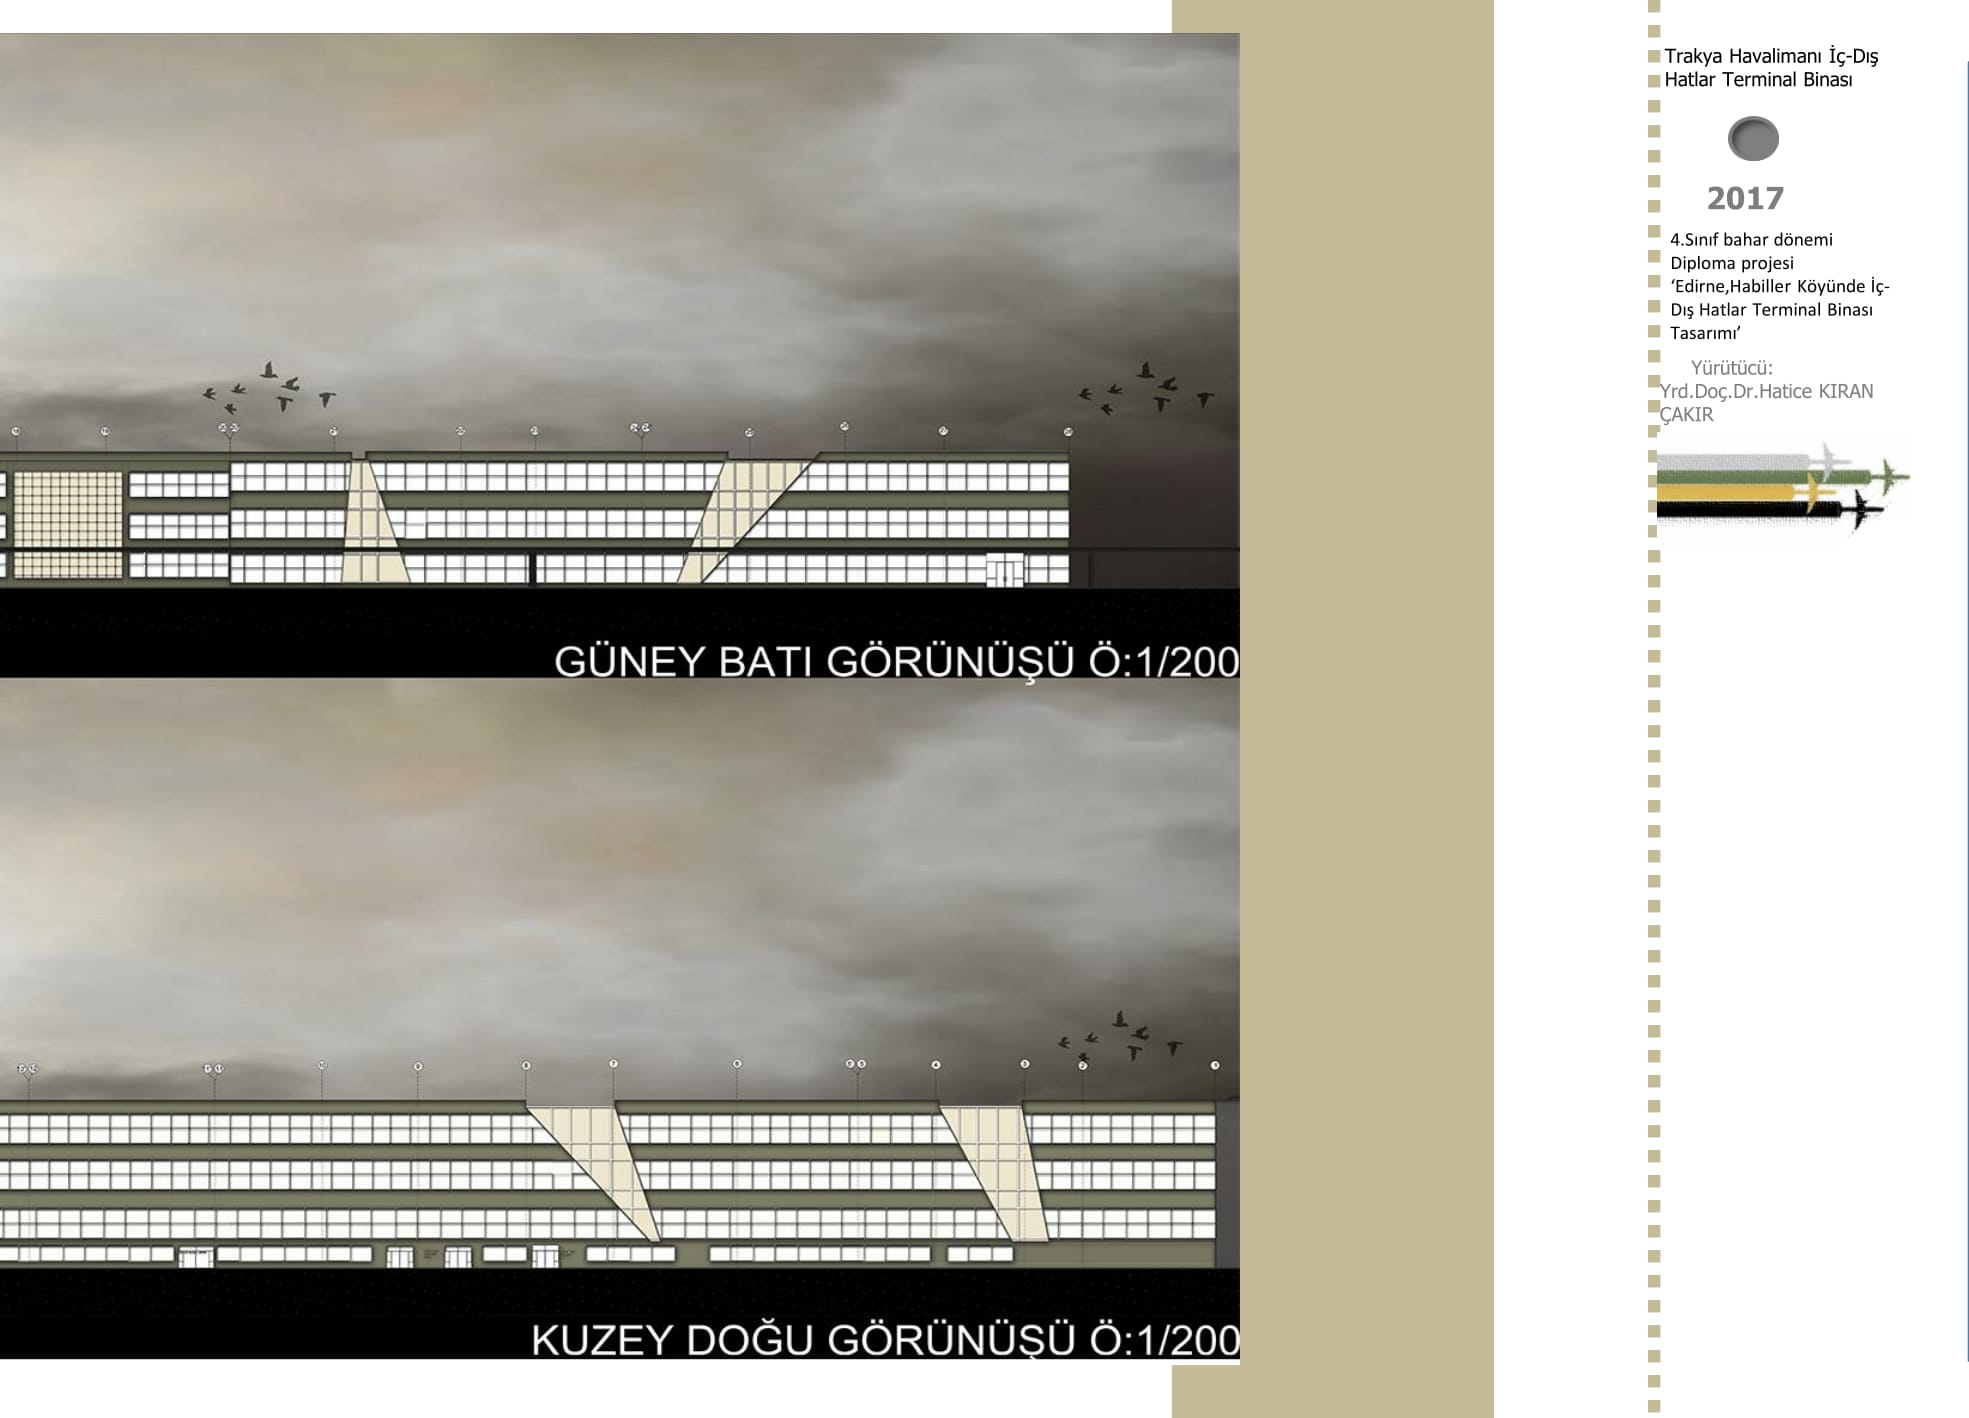 Trakya Havalimanı İç-Dış
Hatlar Terminal Binası
2017
4.Sınıf bahar dönemi
Diploma projesi
‘Edirne,Habiller Köyünde İç-
Dış Hatlar Terminal Binası
Tasarımı’
Yürütücü:
Yrd.Doç.Dr.Hatice KIRAN
ÇAKIR
GÜNEY BATI GÖRÜNÜŞÜ Ö:1/200
KUZEY DOĞU GÖRÜNÜŞÜ Ö:1/200